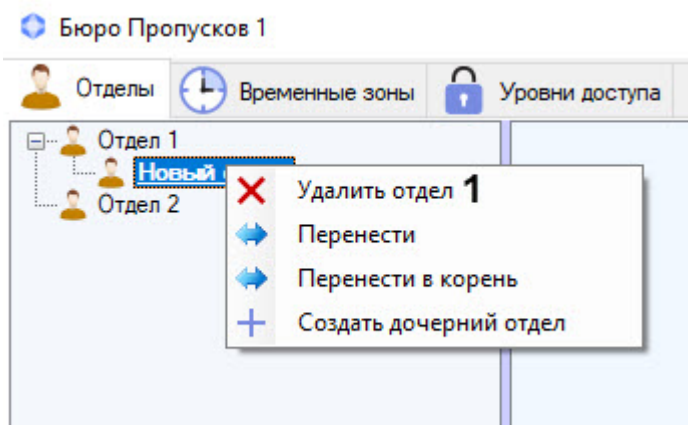 Бюро Пропусков 1
Отделы Временные зоны Уровни доступа
Отдел 1
Новый
Отдел 2
Удалить отдел 1
Перенести
Перенести в корень
Создать дочерний отдел